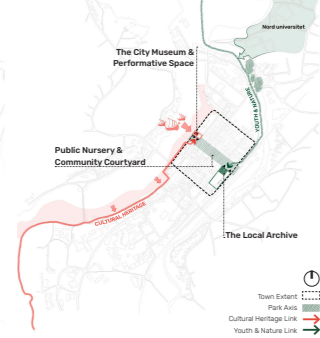 Nord universitet
The City Museum &
Performative Space
YOUTH & NATURE
Public Nursery &
Community Courtyard
CULTURAL HERITAGE
The Local Archive
Town Extent
Park Axis
Cultural Heritage Link
Youth & Nature Link